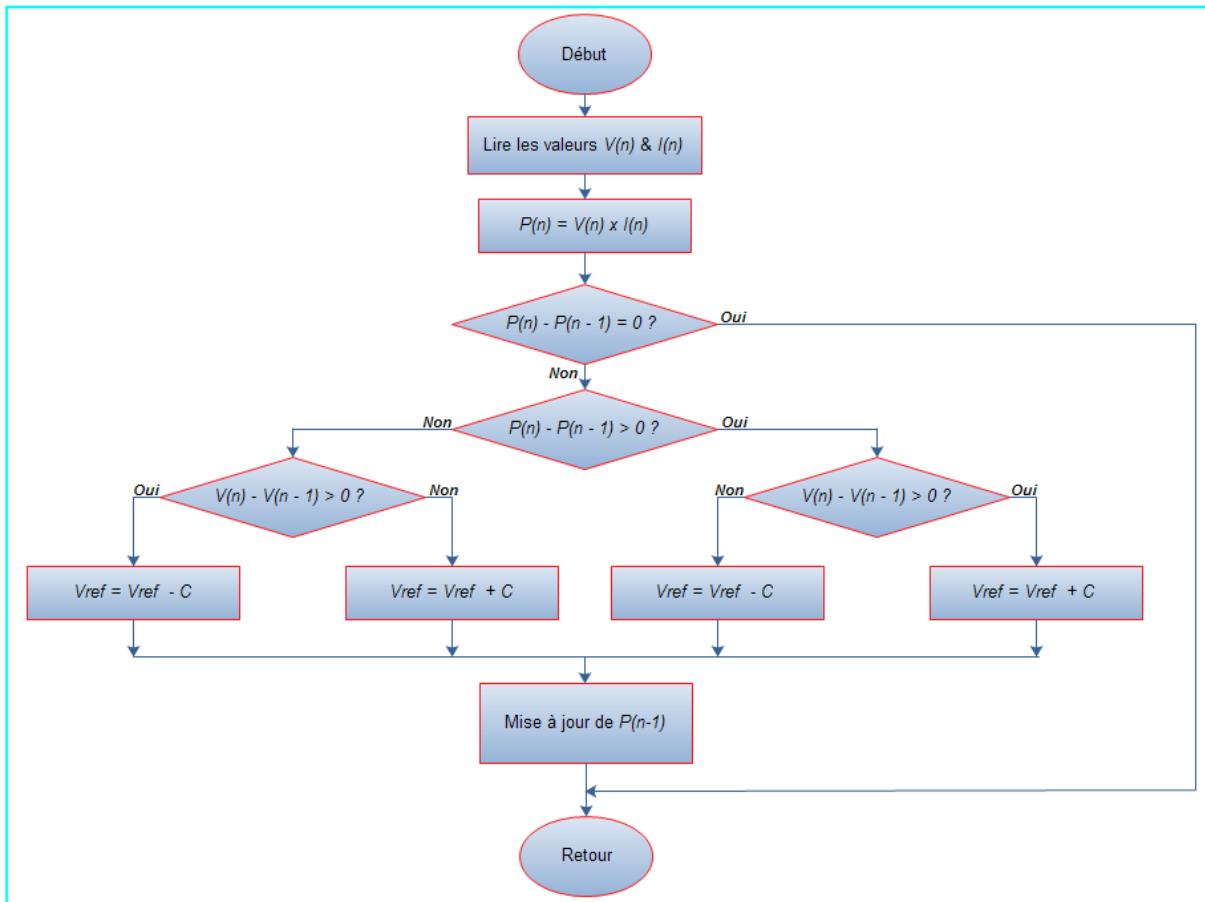 Début
Lire les valeurs V(n) & I(n)
P(n) = V(n) x I(n)
P(n) - P(n - 1) = 0 ?
Oui
Non
Non
P(n) - P(n - 1) > 0 ?
Oui
Oui
V(n) - V(n - 1) > 0 ?
Non
Non
V(n) - V(n - 1) > 0 ?
Oui
Vref = Vref - C
Vref = Vref + C
Vref = Vref - C
Vref = Vref + C
Mise à jour de P(n-1)
Retour